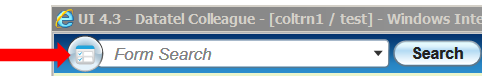 UI 4.3 - Datatel Colleague - [coltrn1 / test] - Windows Inte
Form Search Search